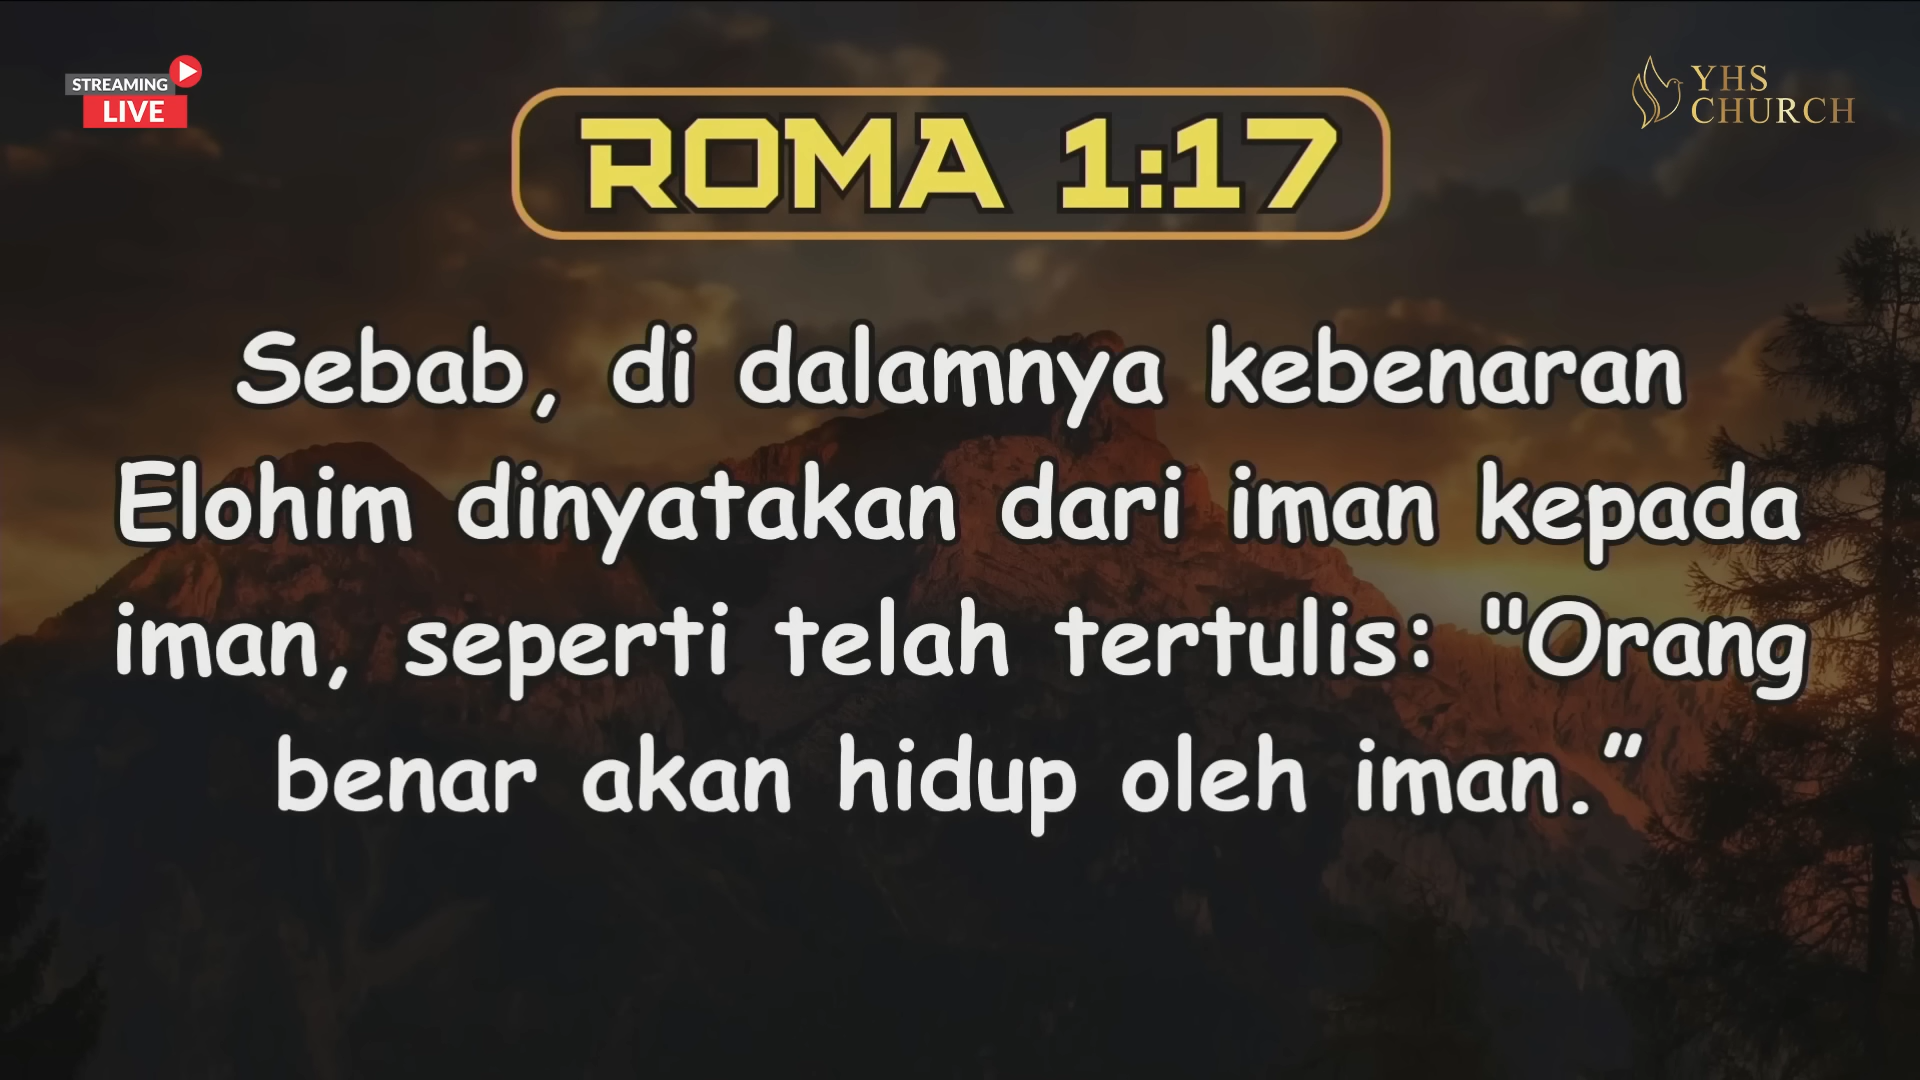 STREAMING
LIVE
YHS
CHURCH
ROMA 1:17
Sebab, di dalamnya kebenaran
Elohim dinyatakan dari iman kepada
iman, seperti telah tertulis: "Orang
benar akan hidup oleh iman.”